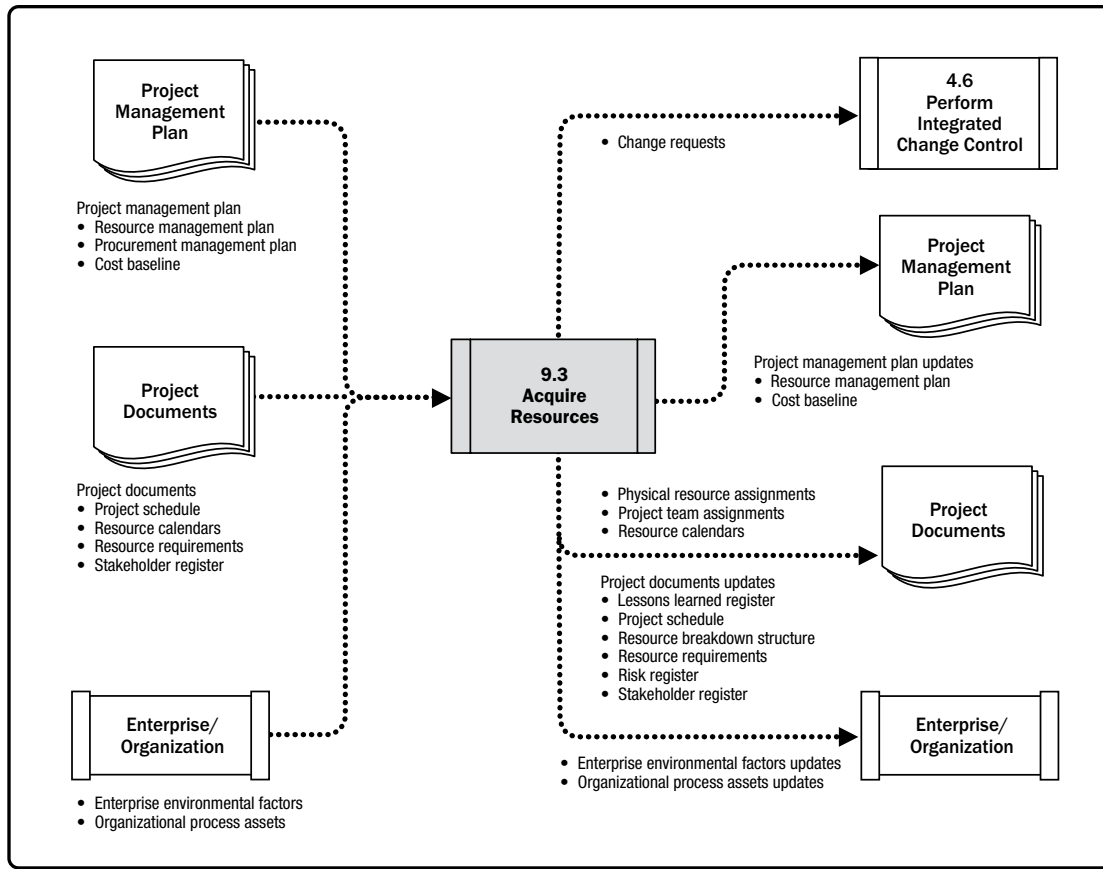 Project
Management
Plan
Project management plan
• Resource management plan
• Procurement management plan
• Cost baseline
Project
Documents
Project documents
• Project schedule
• Resource calendars
• Resource requirements
• Stakeholder register
Enterprise/
Organization
• Enterprise environmental factors
• Organizational process assets
9.3
Acquire
Resources
• Change requests
4.6
Perform
Integrated
Change Control
Project
Management
Plan
Project management plan updates
• Resource management plan
• Cost baseline
• Physical resource assignments
• Project team assignments
• Resource calendars
Project
Documents
Project documents updates
• Lessons learned register
• Project schedule
• Resource breakdown structure
• Resource requirements
• Risk register
• Stakeholder register
Enterprise/
Organization
• Enterprise environmental factors updates
• Organizational process assets updates